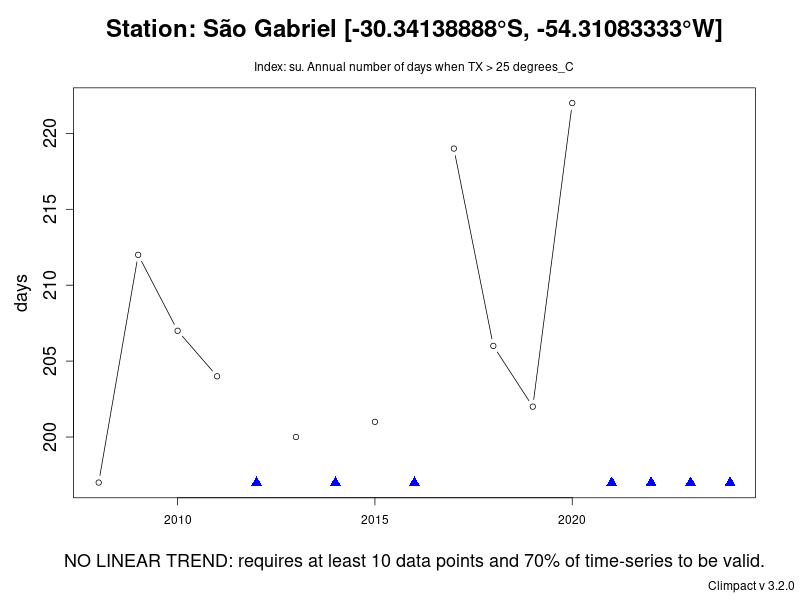 Station: São Gabriel [-30.34138888°S, -54.31083333°W]
Index: su. Annual number of days when TX > 25 degrees_C
days
220
215
210
205
200
2010 2015 2020
NO LINEAR TREND: requires at least 10 data points and 70% of time-series to be valid.
Climpact v 3.2.0